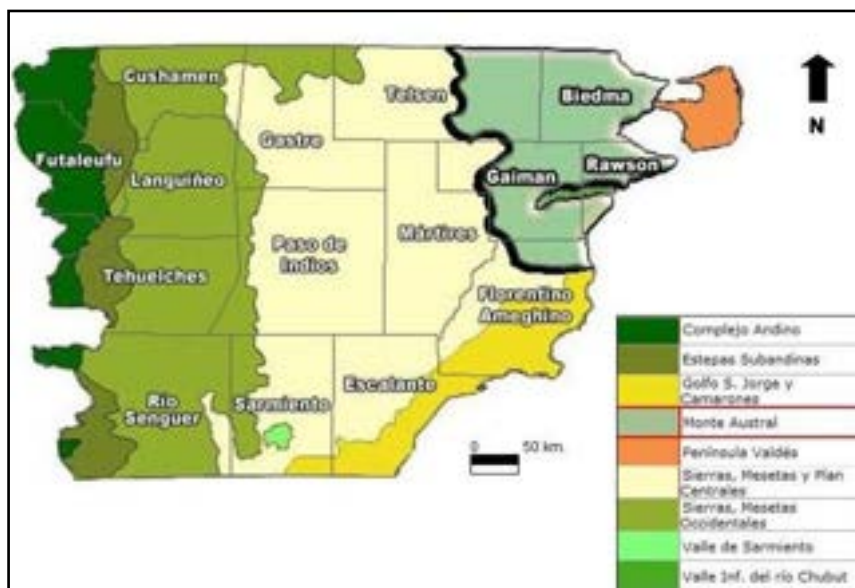 Cushamen
Telsen
Biedma
N
Gastre
Futaleufu
Languiñeo
Gaiman
Rawson
Mártires
Paso de
Indios
Tehuelches
Florentino
Ameghino
Escalante
Río
Senguer
Sarmiento
0 50 km.
Complejo Andino
Estepas Subandinas
Golfo S. Jorge y
Camarones
Monte Austral
Península Valdés
Sierras, Mesetas y Plan
Centrales
Sierras, Mesetas
Occidentales
Valle de Sarmiento
Valle Inf. del río Chubut